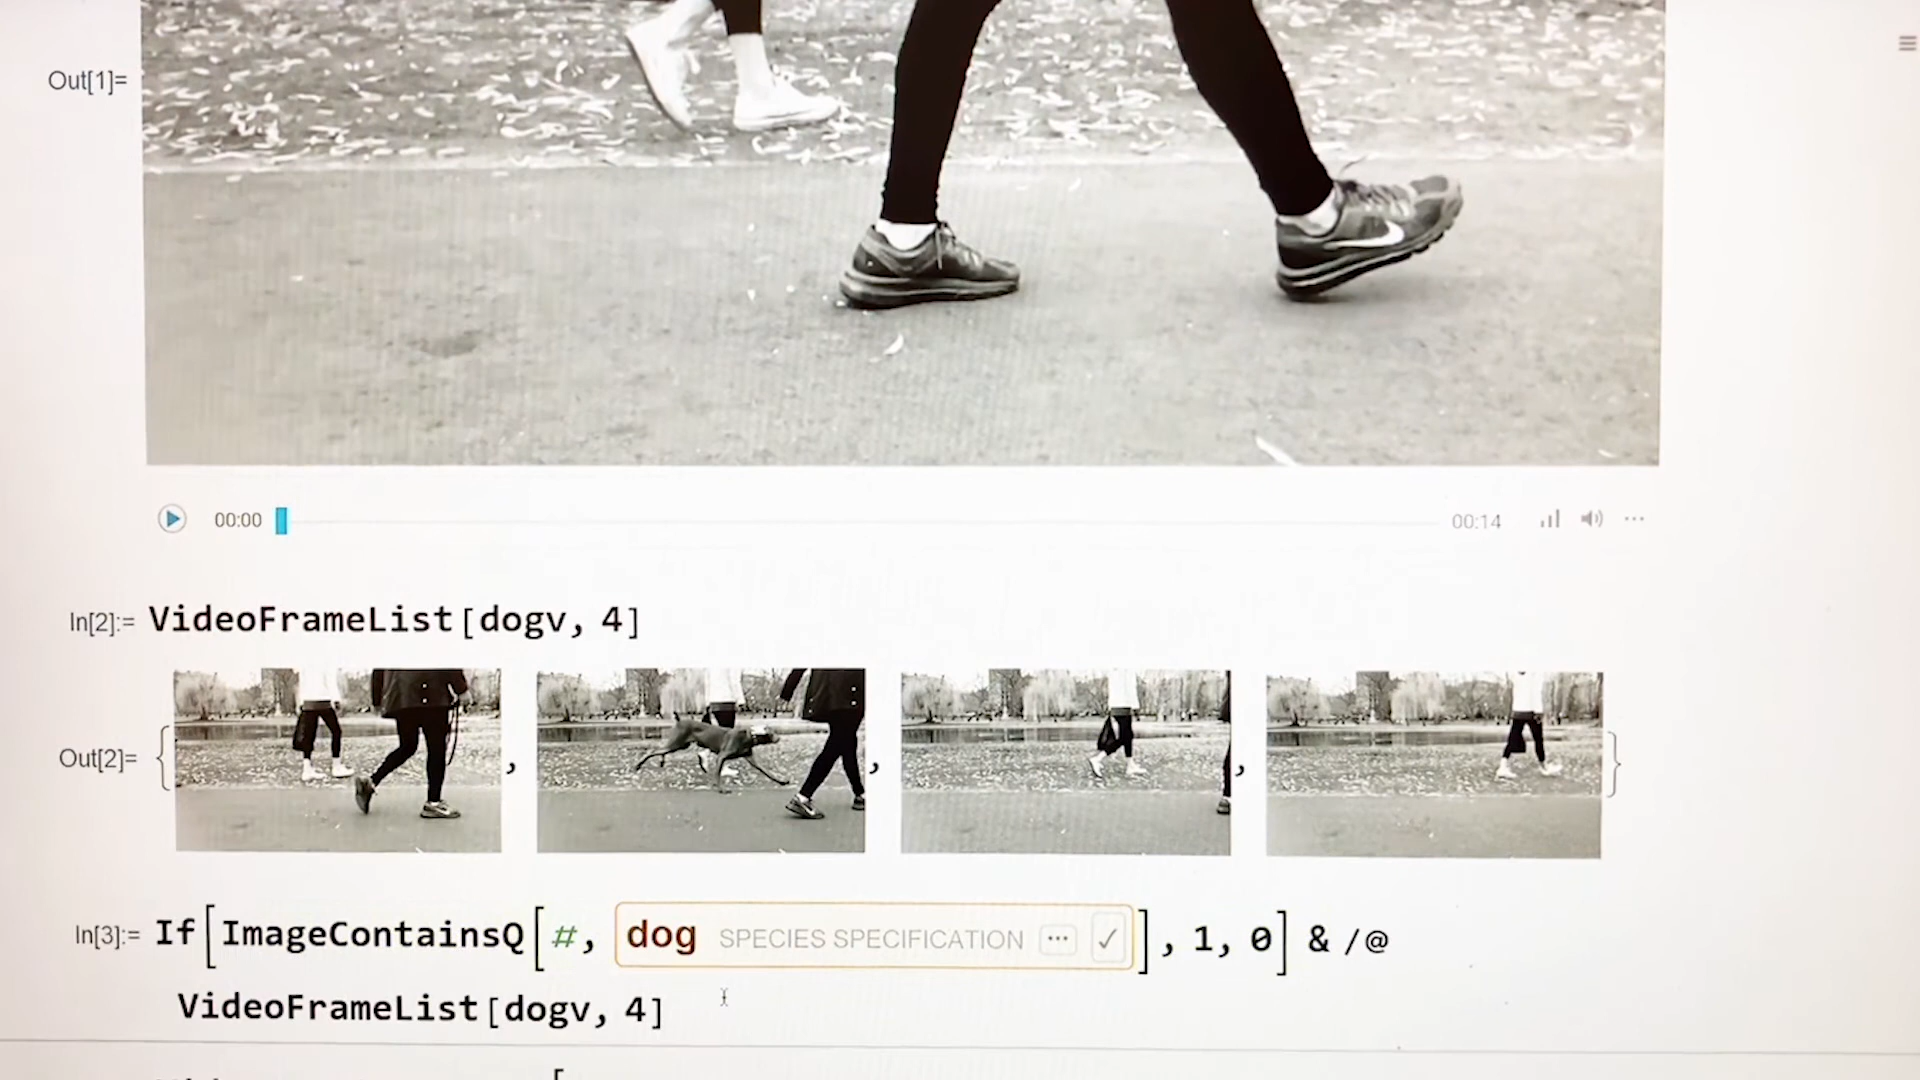 Out[1]=
00:00
00:14
In[2]:= VideoFrameList[dogv, 4]
Out[2]= { , , , }
In[3]:= If[ImageContainsQ[#, dog SPECIES SPECIFICATION ... ✓], 1, 0] & /@
VideoFrameList[dogv, 4]